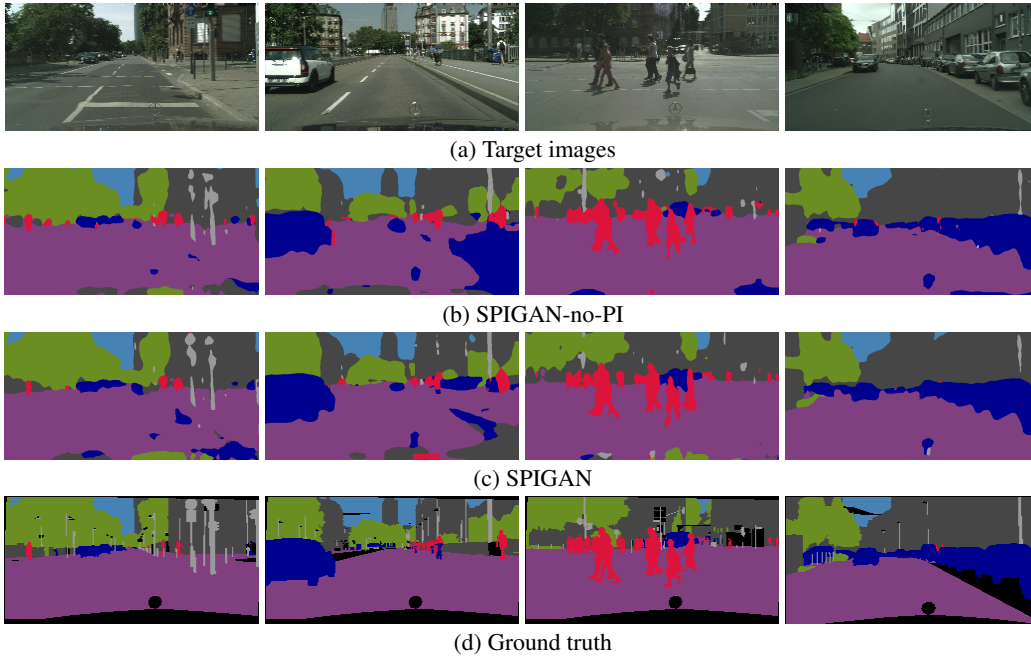 (a) Target images
(b) SPIGAN-no-PI
(c) SPIGAN
(d) Ground truth